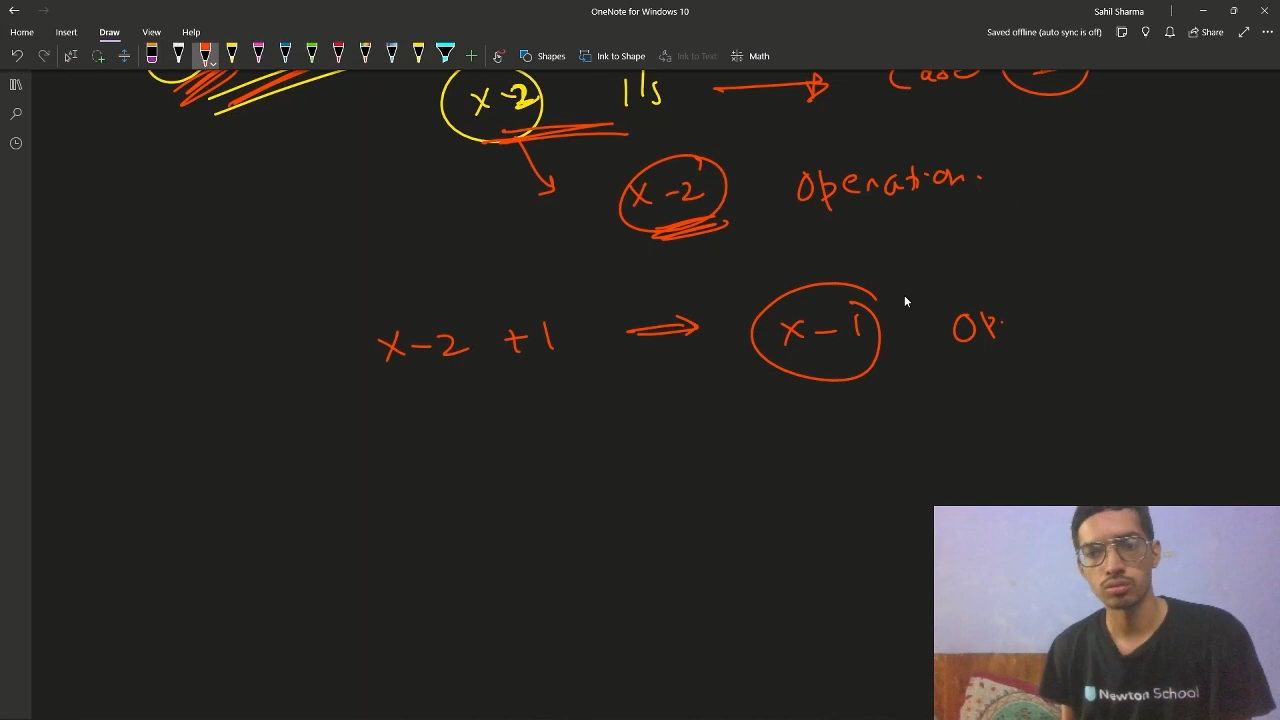 OneNote for Windows 10
Sahil Sharma
Home Insert Draw View Help
Saved offline (auto sync is off)
Share
Shapes
Ink to Shape
Ink to Text
Math
x-2 1's Case
x-2 operation.
x-2 +1 ⇒ x-1 op.
Newton School